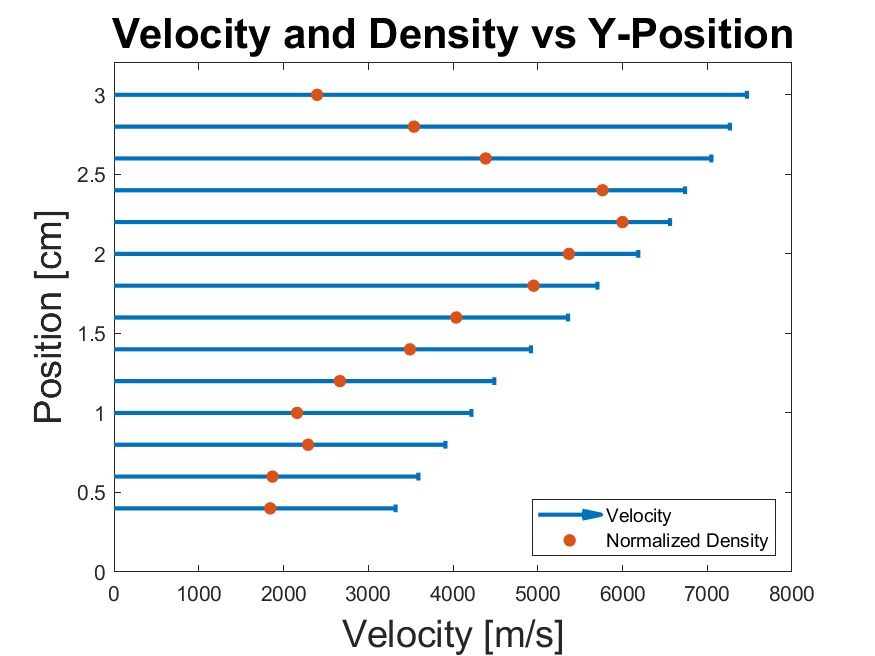 Velocity and Density vs Y-Position
Position [cm]
3
2.5
2
1.5
1
0.5
0
Velocity
Normalized Density
0 1000 2000 3000 4000 5000 6000 7000 8000
Velocity [m/s]